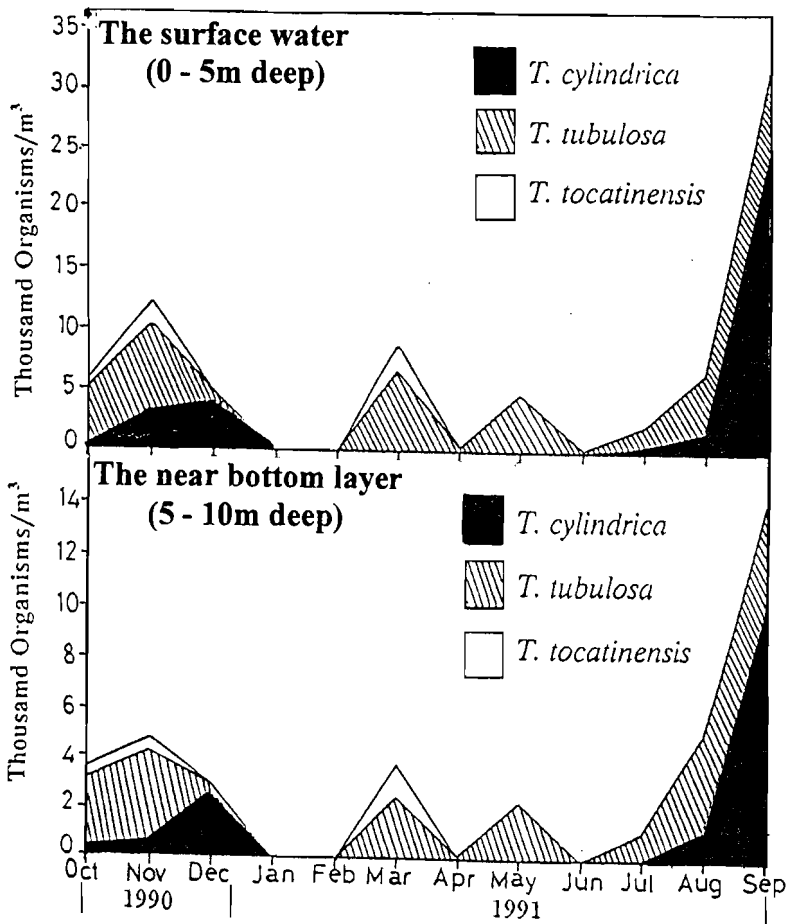 The surface water
(0 - 5m deep)
T. cylindrica
T. tubulosa
T. tocatinensis
Thousamd Organisms/m³
35
30
25
20
15
10
5
0
The near bottom layer
(5 - 10m deep)
T. cylindrica
T. tubulosa
T. tocatinensis
Thousamd Organisms/m³
14
12
10
8
6
4
2
0
Oct Nov Dec Jan Feb Mar Apr May Jun Jul Aug Sep
1990 1991